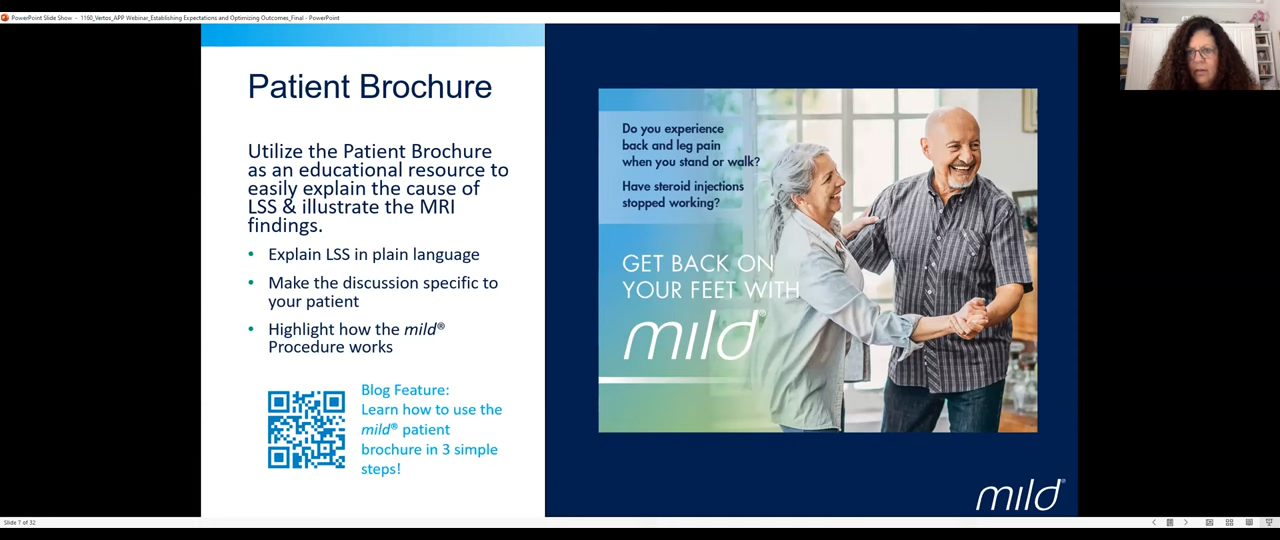 PowerPoint Slide Show - 1160_Vertos_APP Webinar_Establishing Expectations and Optimizing Outcomes_Final - PowerPoint
Patient Brochure
Utilize the Patient Brochure
as an educational resource to
easily explain the cause of
LSS & illustrate the MRI
findings.
• Explain LSS in plain language
• Make the discussion specific to
your patient
• Highlight how the mild®
Procedure works
Blog Feature:
Learn how to use the
mild® patient
brochure in 3 simple
steps!
Do you experience
back and leg pain
when you stand or walk?
Have steroid injections
stopped working?
GET BACK ON
YOUR FEET WITH
mild®
mild®
Slide 7 of 32